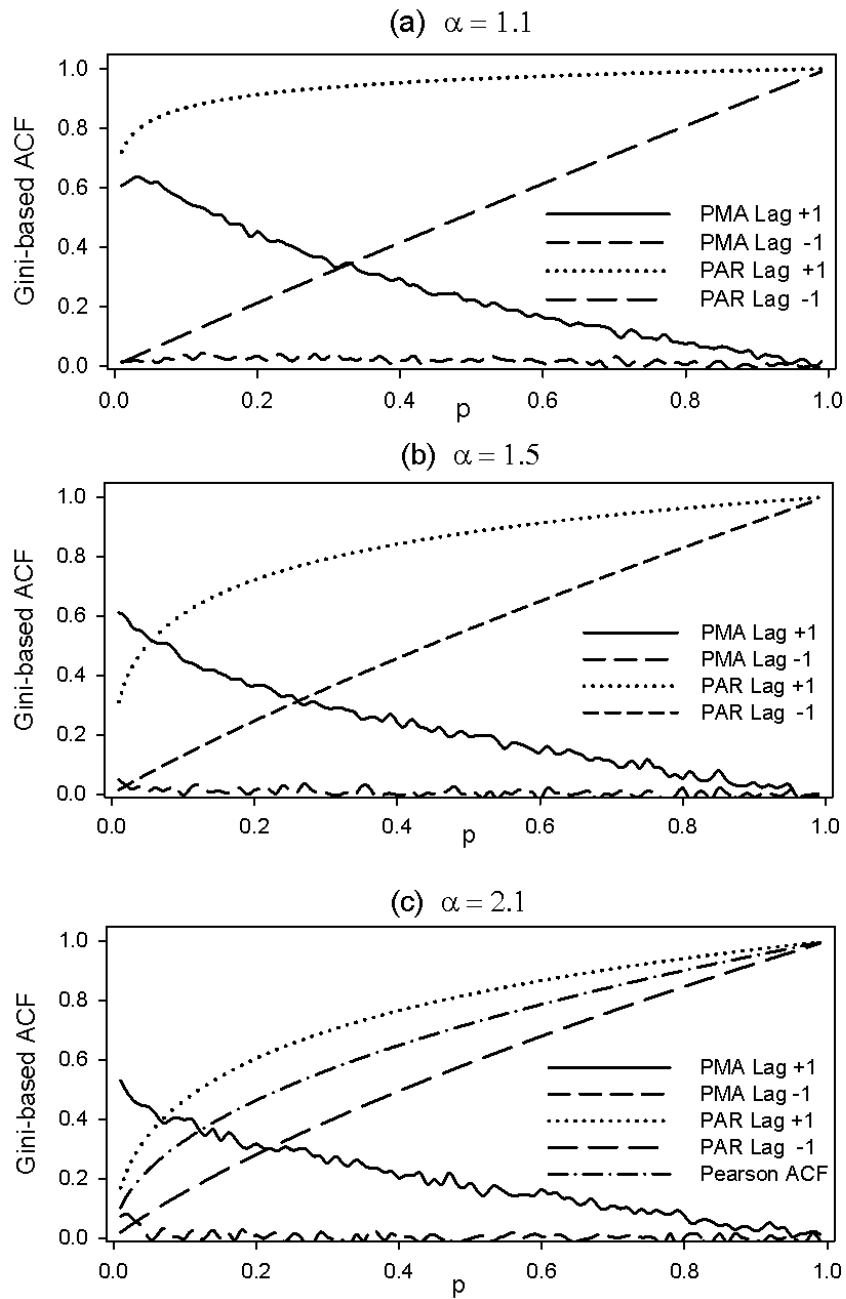 (a) α = 1.1
Gini-based ACF
1.0
0.8
0.6
0.4
0.2
0.0
PMA Lag +1
PMA Lag -1
PAR Lag +1
PAR Lag -1
0.0 0.2 0.4 0.6 0.8 1.0
p
(b) α = 1.5
Gini-based ACF
1.0
0.8
0.6
0.4
0.2
0.0
PMA Lag +1
PMA Lag -1
PAR Lag +1
PAR Lag -1
0.0 0.2 0.4 0.6 0.8 1.0
p
(c) α = 2.1
Gini-based ACF
1.0
0.8
0.6
0.4
0.2
0.0
PMA Lag +1
PMA Lag -1
PAR Lag +1
PAR Lag -1
Pearson ACF
0.0 0.2 0.4 0.6 0.8 1.0
p